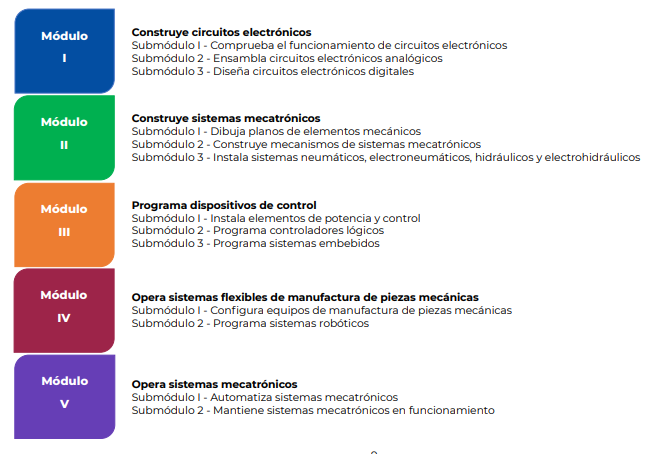 Módulo
I
Construye circuitos electrónicos
Submódulo 1 - Comprueba el funcionamiento de circuitos electrónicos
Submódulo 2 - Ensambla circuitos electrónicos analógicos
Submódulo 3 - Diseña circuitos electrónicos digitales
Módulo
II
Construye sistemas mecatrónicos
Submódulo 1 - Dibuja planos de elementos mecánicos
Submódulo 2 - Construye mecanismos de sistemas mecatrónicos
Submódulo 3 - Instala sistemas neumáticos, electroneumáticos, hidráulicos y electrohidráulicos
Módulo
III
Programa dispositivos de control
Submódulo 1 - Instala elementos de potencia y control
Submódulo 2 - Programa controladores lógicos
Submódulo 3 - Programa sistemas embebidos
Módulo
IV
Opera sistemas flexibles de manufactura de piezas mecánicas
Submódulo 1 - Configura equipos de manufactura de piezas mecánicas
Submódulo 2 - Programa sistemas robóticos
Módulo
V
Opera sistemas mecatrónicos
Submódulo 1 - Automatiza sistemas mecatrónicos
Submódulo 2 - Mantiene sistemas mecatrónicos en funcionamiento